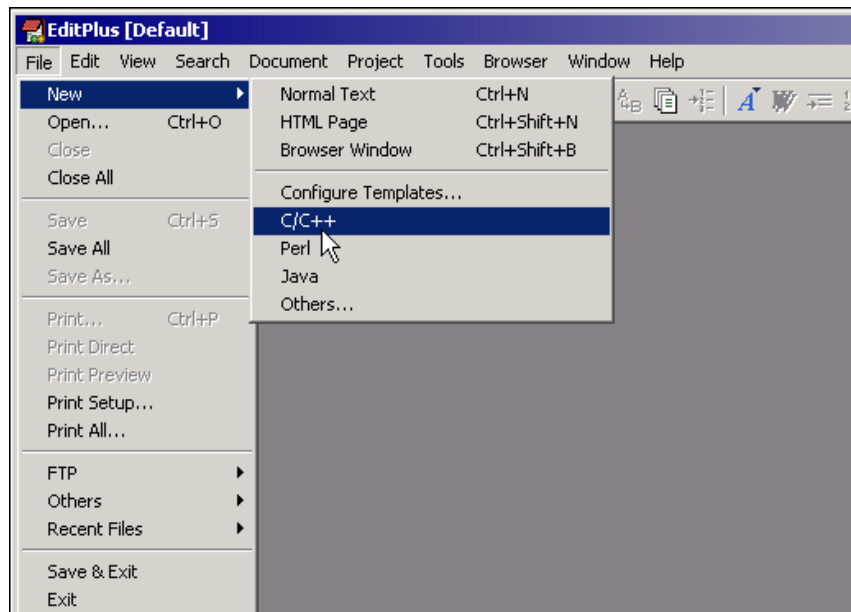 EditPlus [Default]
File Edit View Search Document Project Tools Browser Window Help
New
Open... Ctrl+O
Close
Close All
Save Ctrl+S
Save All
Save As...
Print... Ctrl+P
Print Direct
Print Preview
Print Setup...
Print All...
FTP
Others
Recent Files
Save & Exit
Exit
Normal Text Ctrl+N
HTML Page Ctrl+Shift+N
Browser Window Ctrl+Shift+B
Configure Templates...
C/C++
Perl
Java
Others...
A B
A W